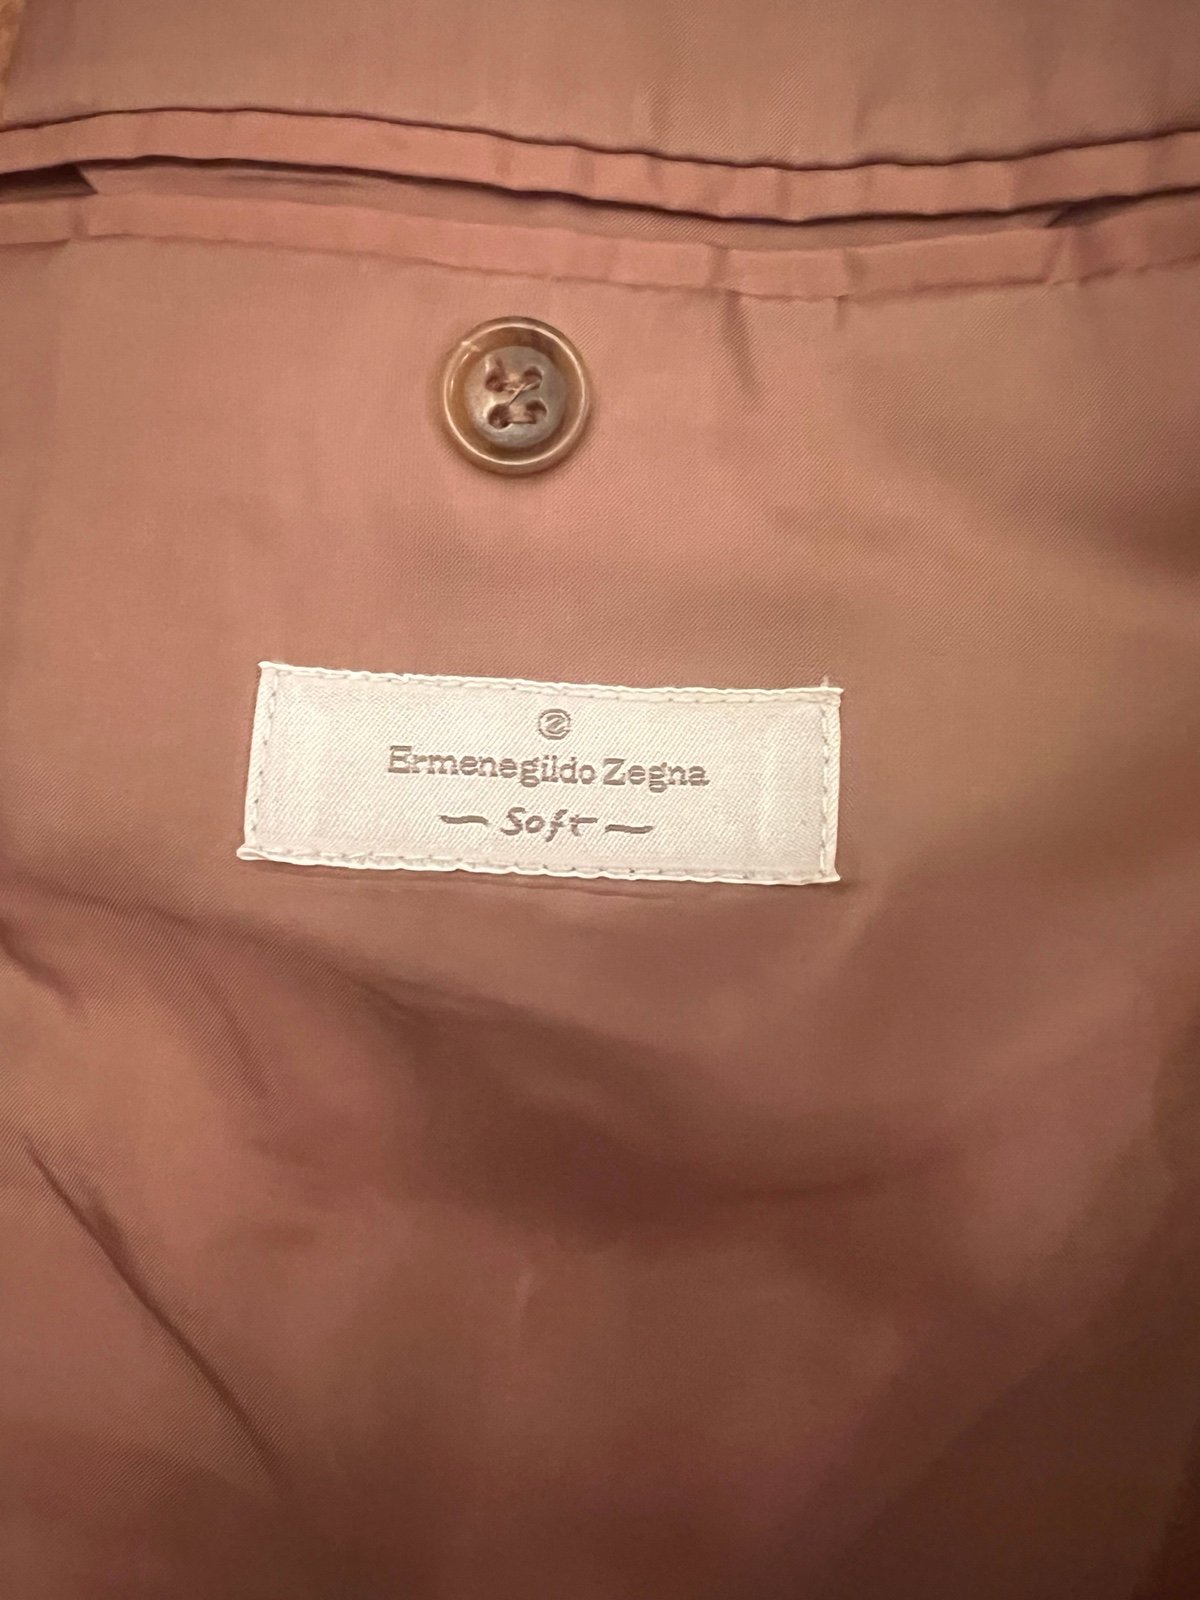 Z
Ermenegildo Zegna
— Soft —